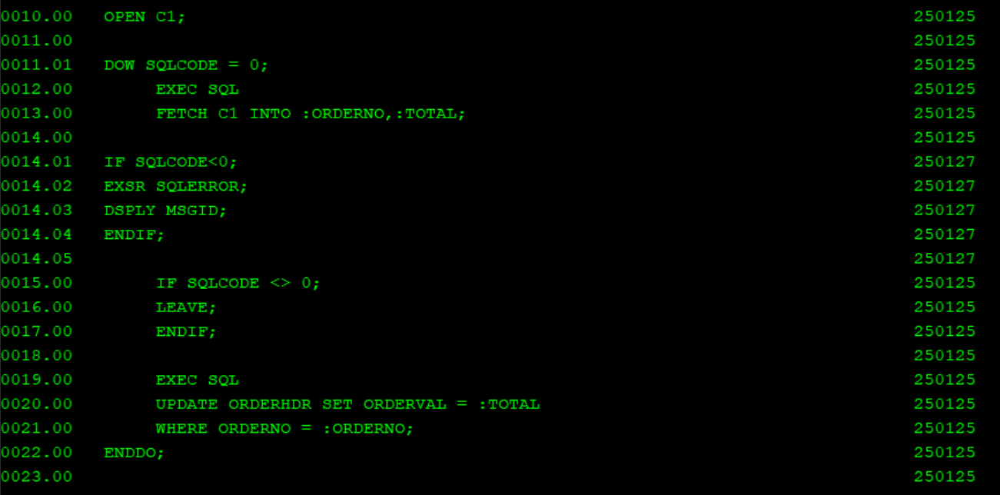 0010.00 OPEN C1; 250125
0011.00 250125
0011.01 DOW SQLCODE = 0; 250125
0012.00 EXEC SQL 250125
0013.00 FETCH C1 INTO :ORDERNO,:TOTAL; 250125
0014.00 250125
0014.01 IF SQLCODE<0; 250127
0014.02 EXSR SQLERROR; 250127
0014.03 DSPLY MSGID; 250127
0014.04 ENDIF; 250127
0014.05 250127
0015.00 IF SQLCODE <> 0; 250125
0016.00 LEAVE; 250125
0017.00 ENDIF; 250125
0018.00 250125
0019.00 EXEC SQL 250125
0020.00 UPDATE ORDERHDR SET ORDERVAL = :TOTAL 250125
0021.00 WHERE ORDERNO = :ORDERNO; 250125
0022.00 ENDDO; 250125
0023.00 250125